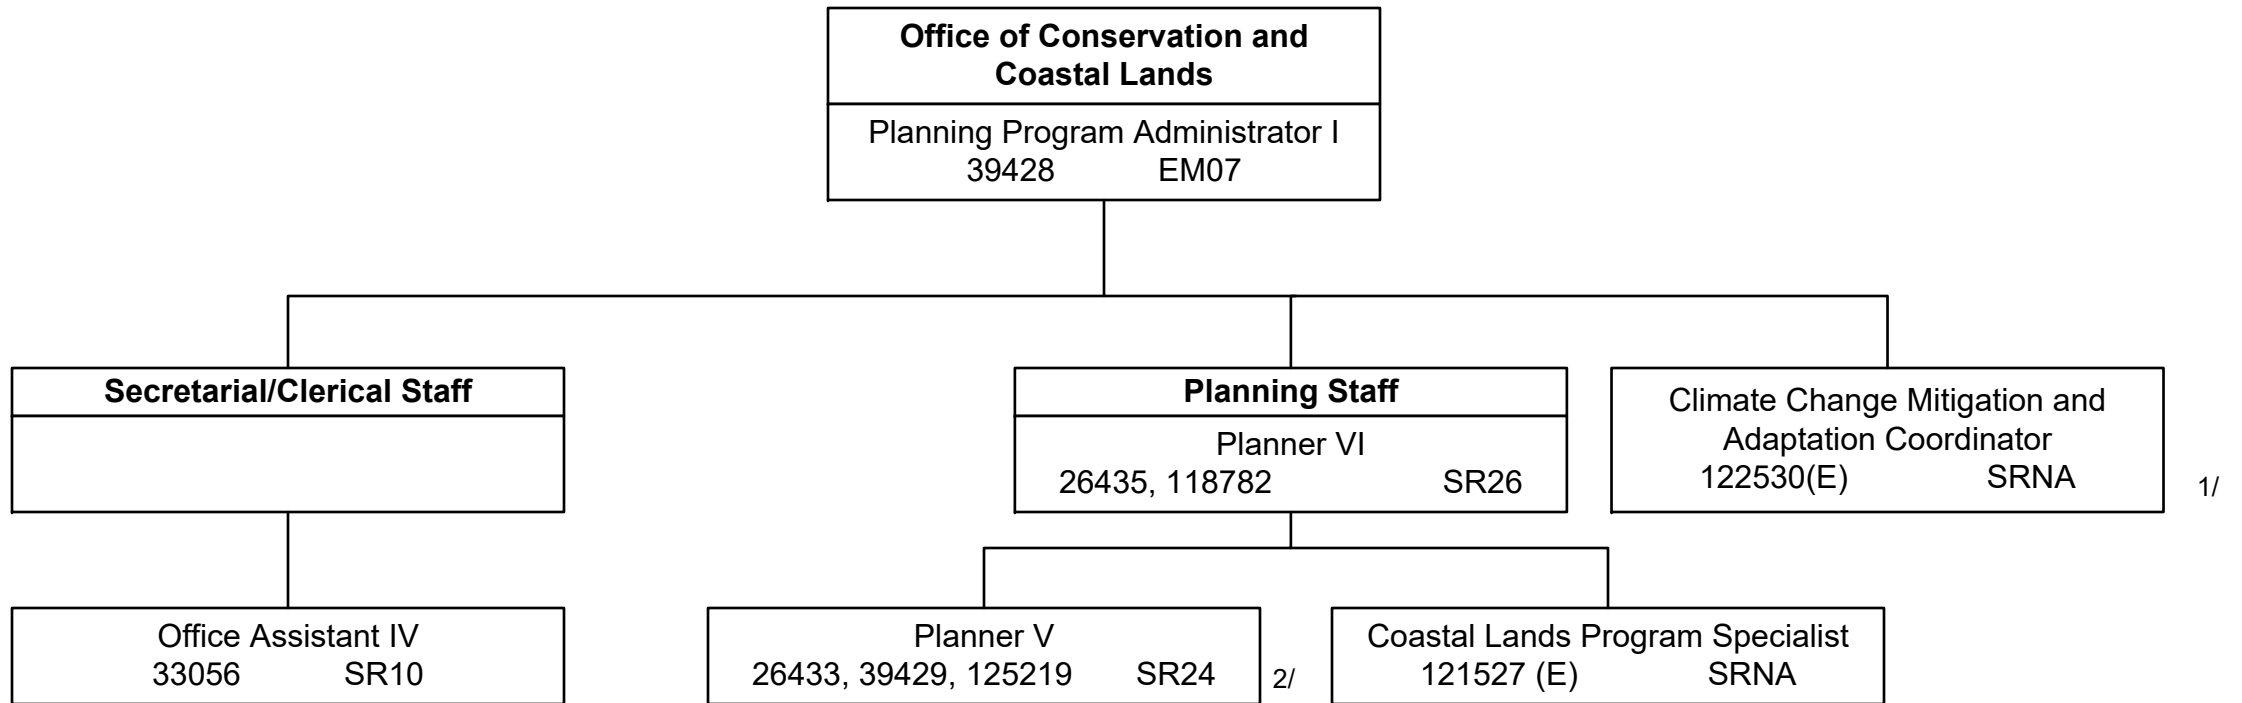 Office of Conservation and
Coastal Lands
Planning Program Administrator I
39428 EM07
Secretarial/Clerical Staff
Planning Staff
Planner VI
26435, 118782 SR26
Climate Change Mitigation and
Adaptation Coordinator
122530(E) SRNA
1/
Office Assistant IV
33056 SR10
Planner V
26433, 39429, 125219 SR24
2/
Coastal Lands Program Specialist
121527 (E) SRNA